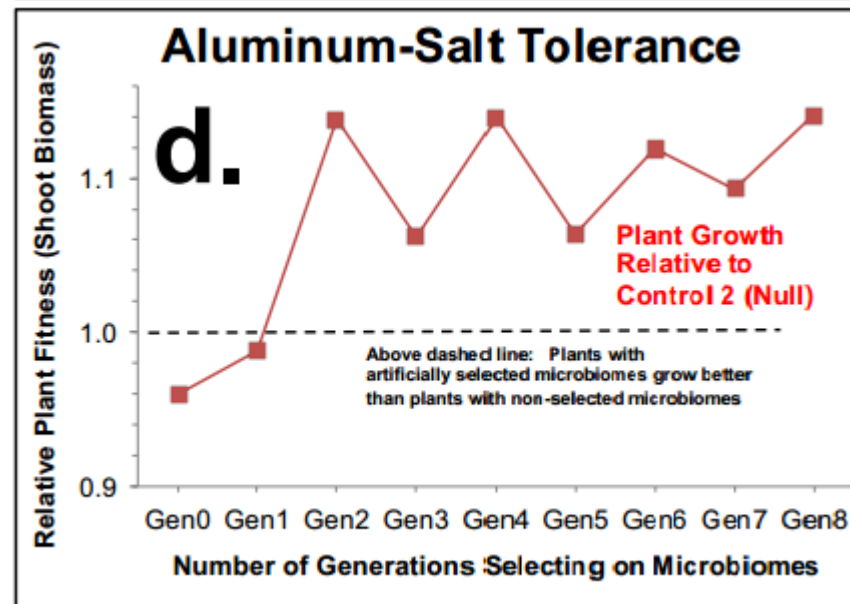 Aluminum-Salt Tolerance
d.
Relative Plant Fitness (Shoot Biomass)
1.1
1.0
0.9
Plant Growth
Relative to
Control 2 (Null)
Above dashed line: Plants with
artificially selected microbiomes grow better
than plants with non-selected microbiomes
Gen0 Gen1 Gen2 Gen3 Gen4 Gen5 Gen6 Gen7 Gen8
Number of Generations Selecting on Microbiomes